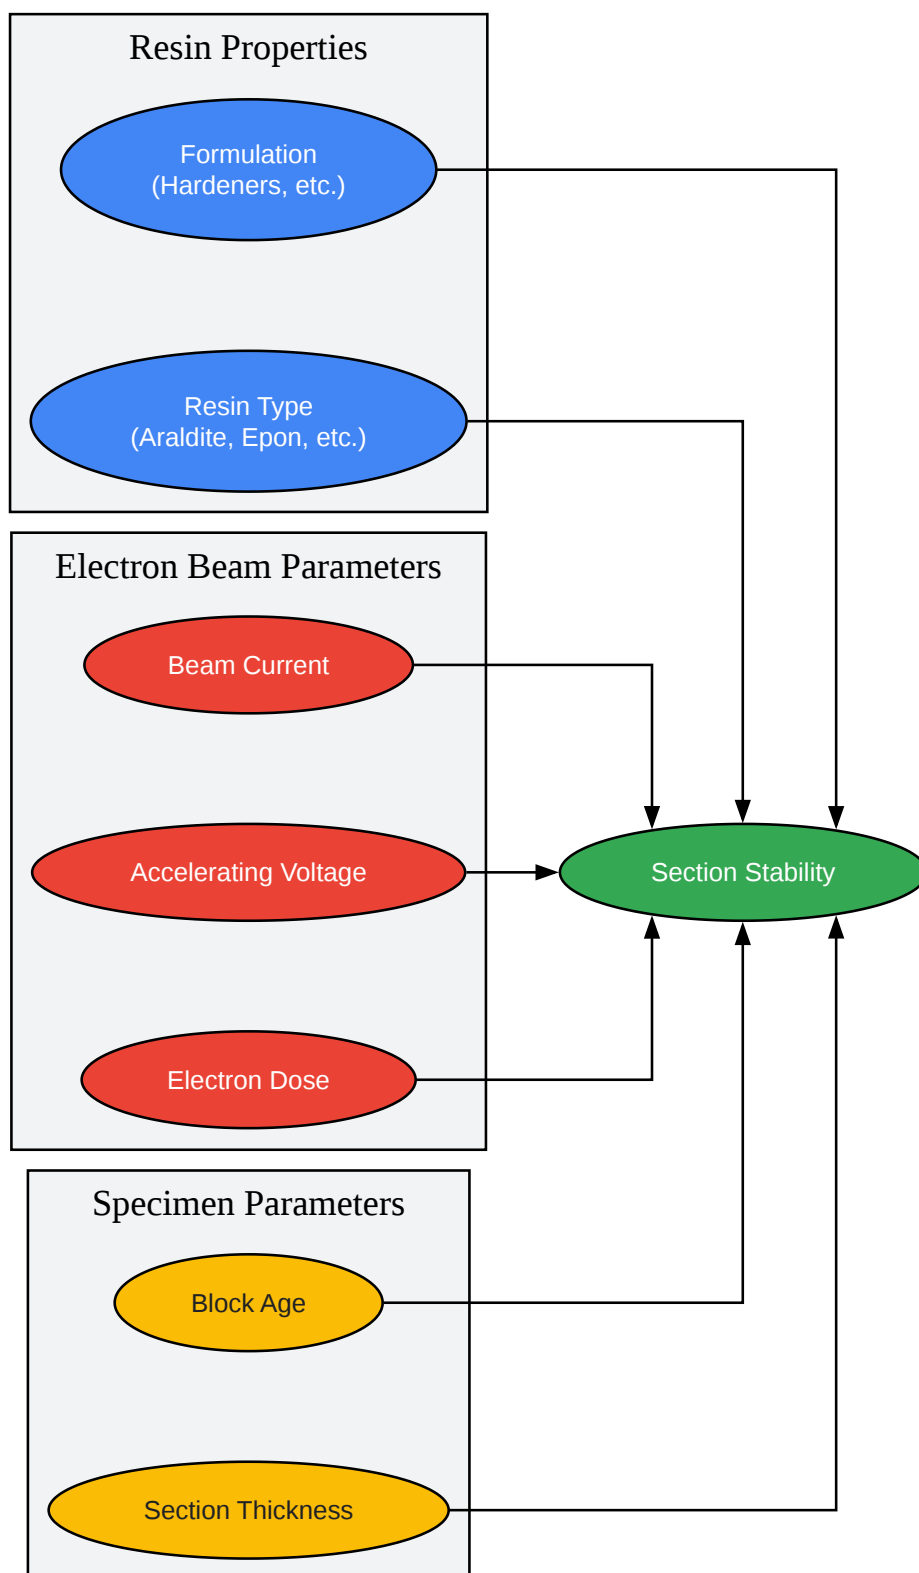 Resin Properties
Formulation
(Hardeners, etc.)
Resin Type
(Araldite, Epon, etc.)
Electron Beam Parameters
Beam Current
Accelerating Voltage
Section Stability
Electron Dose
Specimen Parameters
Block Age
Section Thickness